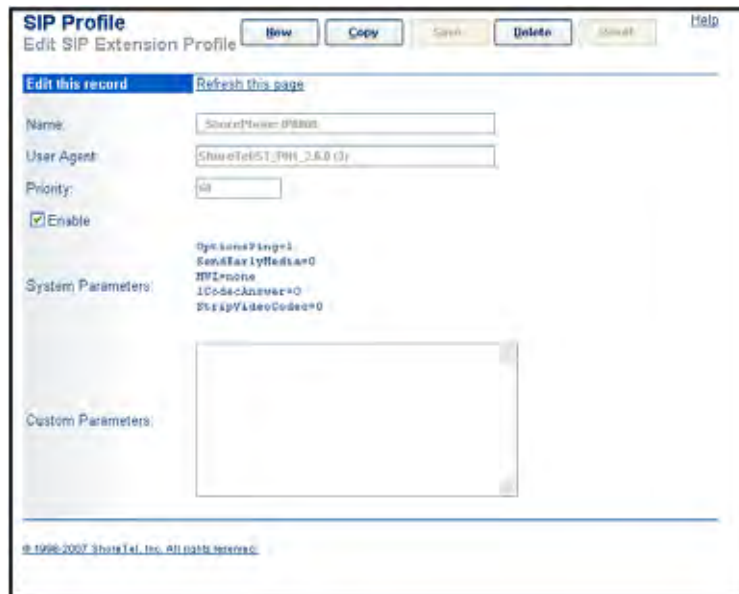 SIP Profile
Edit SIP Extension Profile
New
Copy
Save
Delete
Reset
Help
Edit this record
Refresh this page
Name:
User Agent:
Priority:
Enable
System Parameters:
OptionsPing=1
SendEarlyMedia=0
MWI=none
1CodecAnswer=0
StripVideoCodec=0
Custom Parameters:
© 1998-2007 ShoreTel, Inc. All rights reserved.